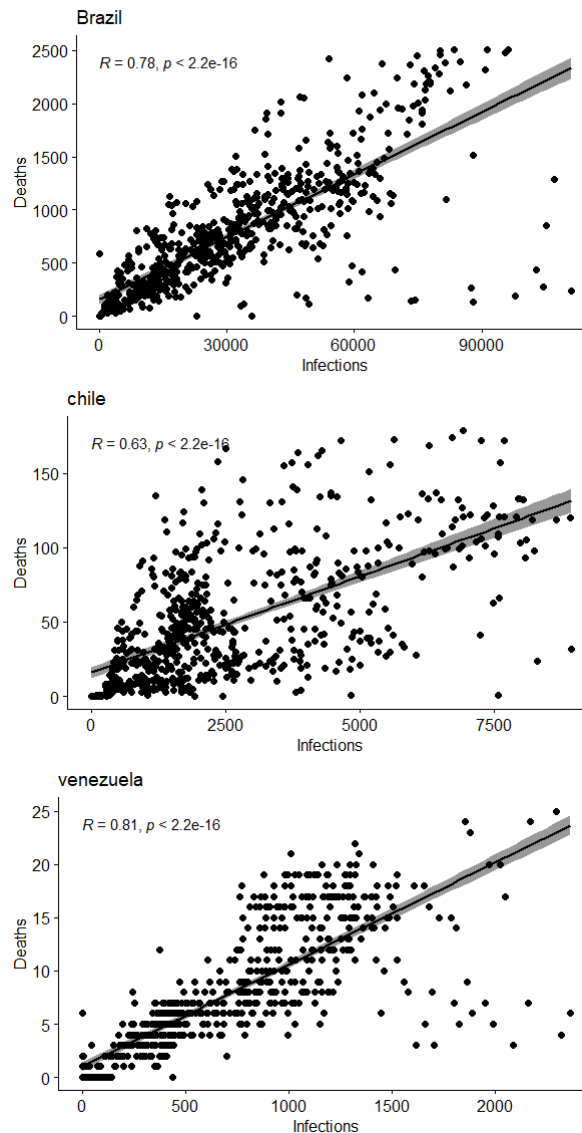 Brazil
R = 0.78, p < 2.2e-16
2500
2000
1500
1000
500
0
Deaths
0 30000 60000 90000
Infections
chile
R = 0.63, p < 2.2e-16
150
100
50
0
Deaths
0 2500 5000 7500
Infections
venezuela
R = 0.81, p < 2.2e-16
25
20
15
10
5
0
Deaths
0 500 1000 1500 2000
Infections